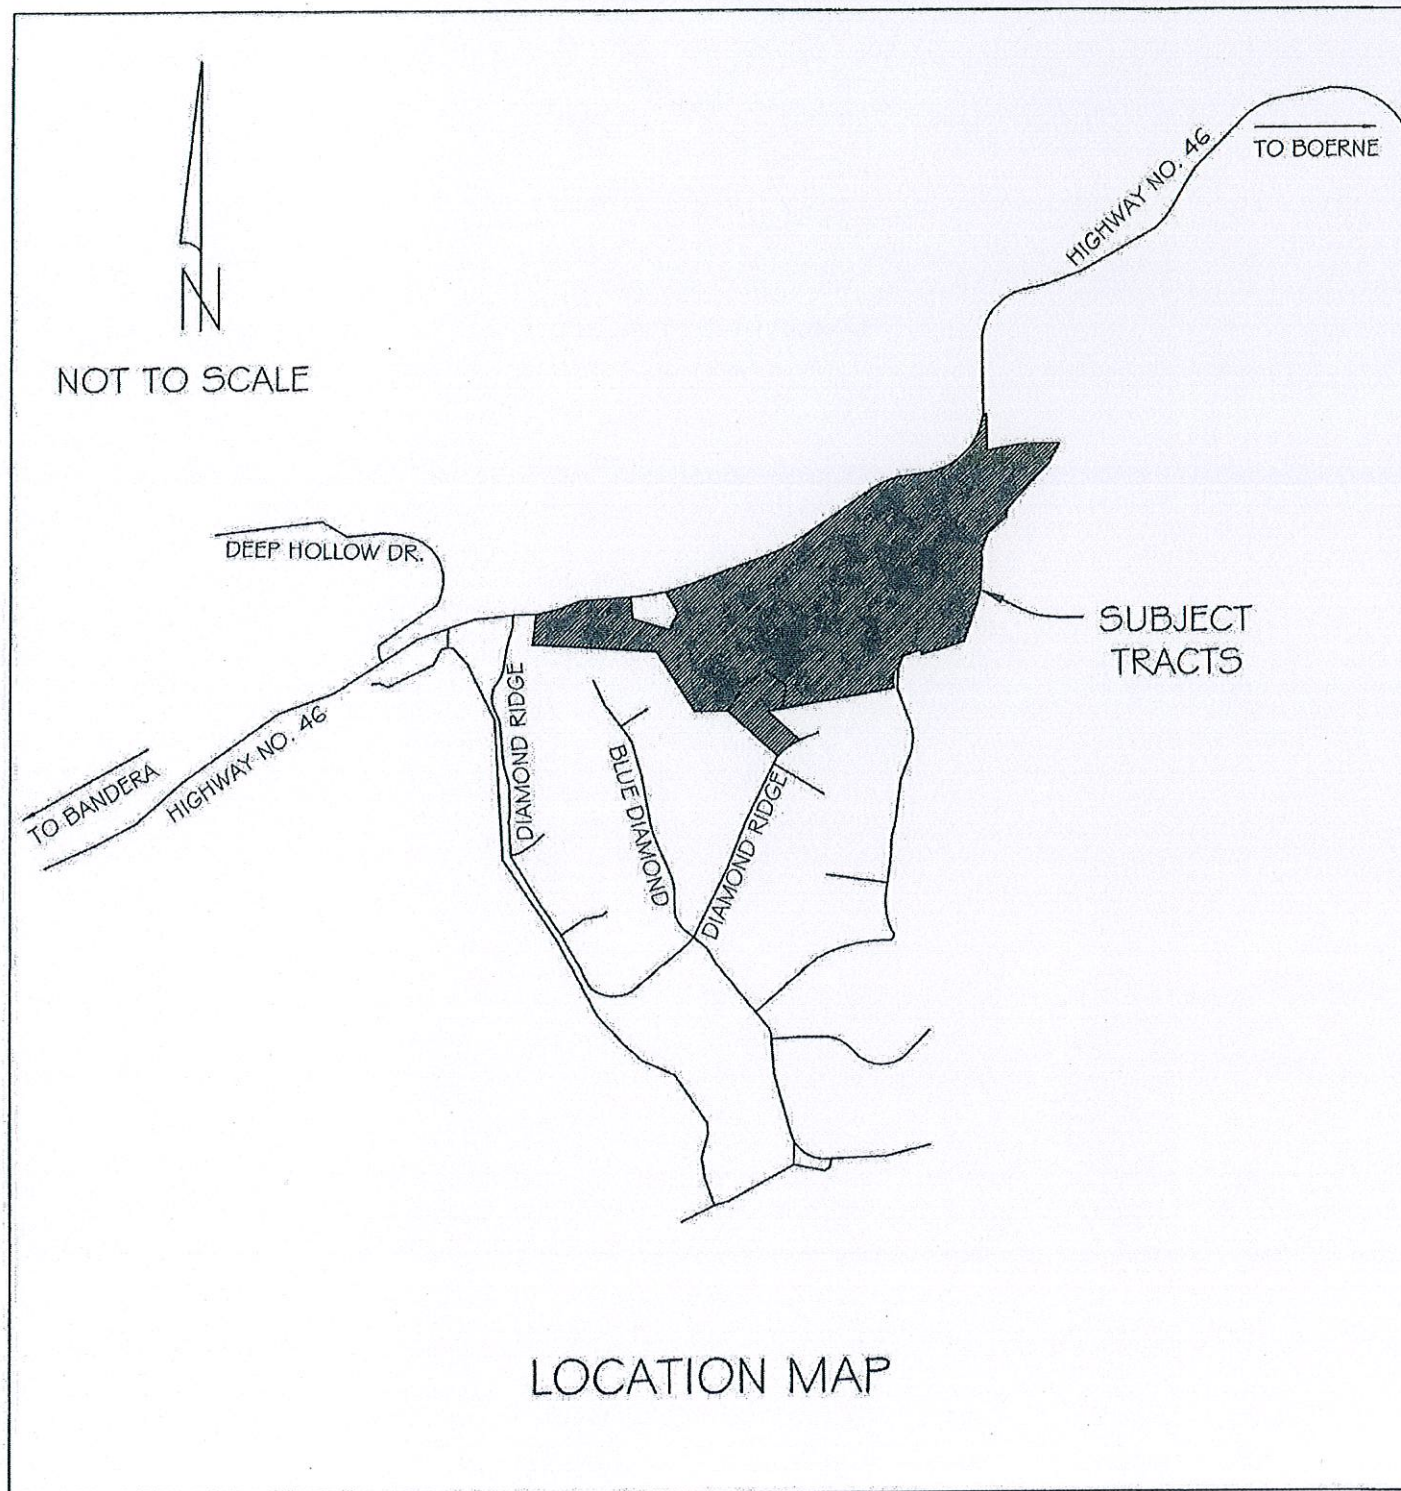 HIGHWAY NO. 46
TO BOERNE
N
NOT TO SCALE
DEEP HOLLOW DR.
SUBJECT
TRACTS
DIAMOND RIDGE
HIGHWAY NO. 46
TO BANDERA
BLUE DIAMOND
DIAMOND RIDGE
LOCATION MAP